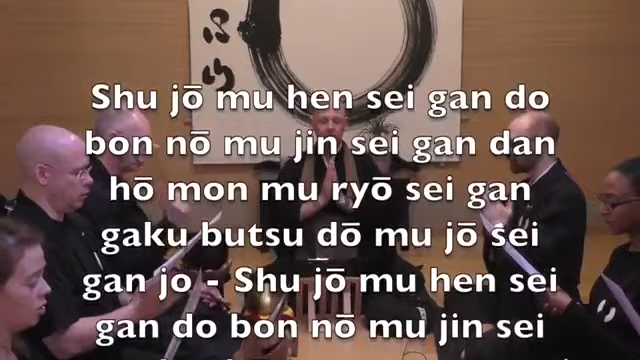 Shu jō mu hen sei gan do
bon nō mu jin sei gan dan
hō mon mu ryō sei gan
gaku butsu dō mu jō sei
gan jo - Shu jō mu hen sei
gan do bon nō mu jin sei